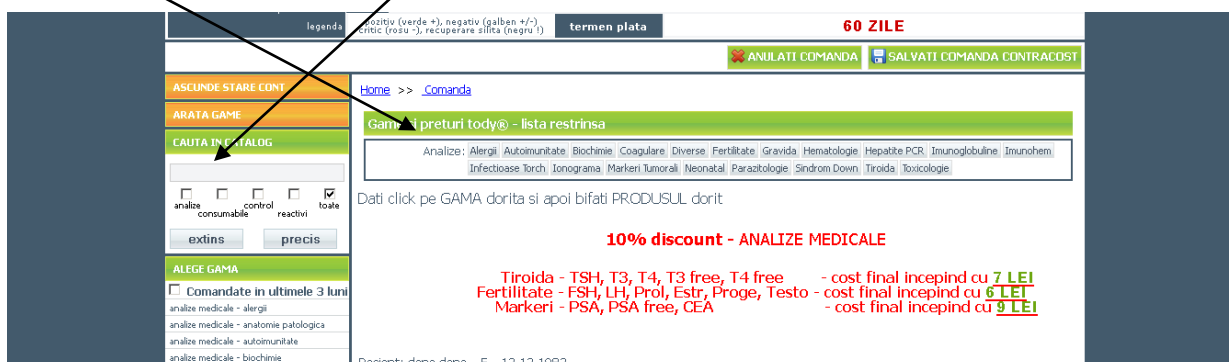 legenda
pozitiv (verde +), negativ (galben +/-)
critic (rosu -), recuperare silita (negru !)
termen plata
60 ZILE
ANULATI COMANDA
SALVATI COMANDA CONTRACOST
ASCUNDE STARE CONT
Home >> Comanda
ARATA GAME
Game si preturi tody® - lista restrinsa
CAUTA IN CATALOG
Analize: Alergii Autoimunitate Biochimie Coagulare Diverse Fertilitate Gravida Hematologie Hepatite PCR Imunoglobuline Imunohem
Infectioase Torch Ionograma Markeri Tumorali Neonatal Parazitologie Sindrom Down Tiroida Toxicologie
analize consumabile control reactivi toate
Dati click pe GAMA dorita si apoi bifati PRODUSUL dorit
extins precis
10% discount - ANALIZE MEDICALE
ALEGE GAMA
Tiroida - TSH, T3, T4, T3 free, T4 free - cost final incepind cu 7 LEI
Fertilitate - FSH, LH, Prol, Estr, Proge, Testo - cost final incepind cu 6 LEI
Markeri - PSA, PSA free, CEA - cost final incepind cu 9 LEI
Comandate in ultimele 3 luni
analize medicale - alergii
analize medicale - anatomie patologica
analize medicale - autoimunitate
analize medicale - biochimie